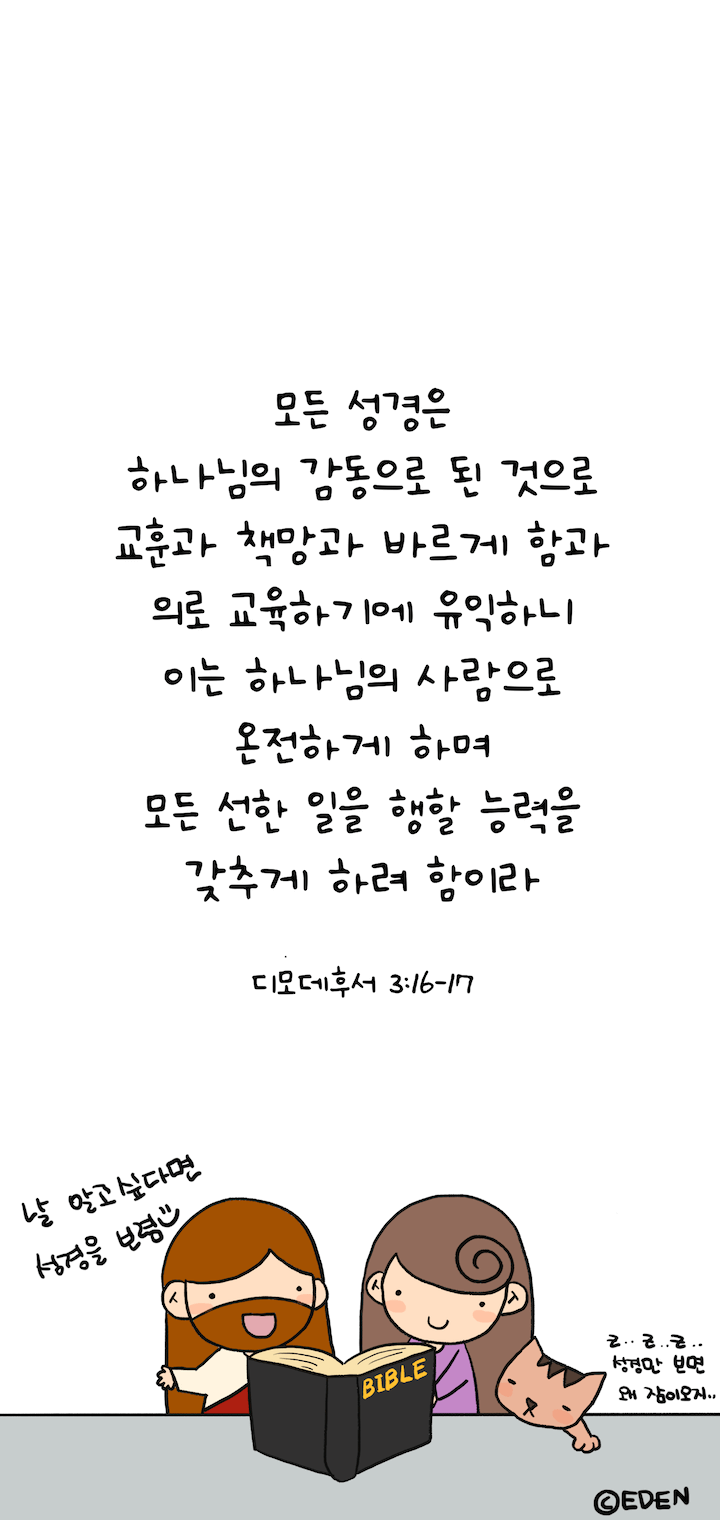 모든 성경은
하나님의 감동으로 된 것으로
교훈과 책망과 바르게 함과
의로 교육하기에 유익하니
이는 하나님의 사람으로
온전하게 하며
모든 선한 일을 행할 능력을
갖추게 하려 함이라
디모데후서 3:16-17
날 알고싶다면
성경을 보렴
BIBLE
ㄹ..ㄹ..ㄹ..
성경만 보면
왜 잠이오지..
©EDEN